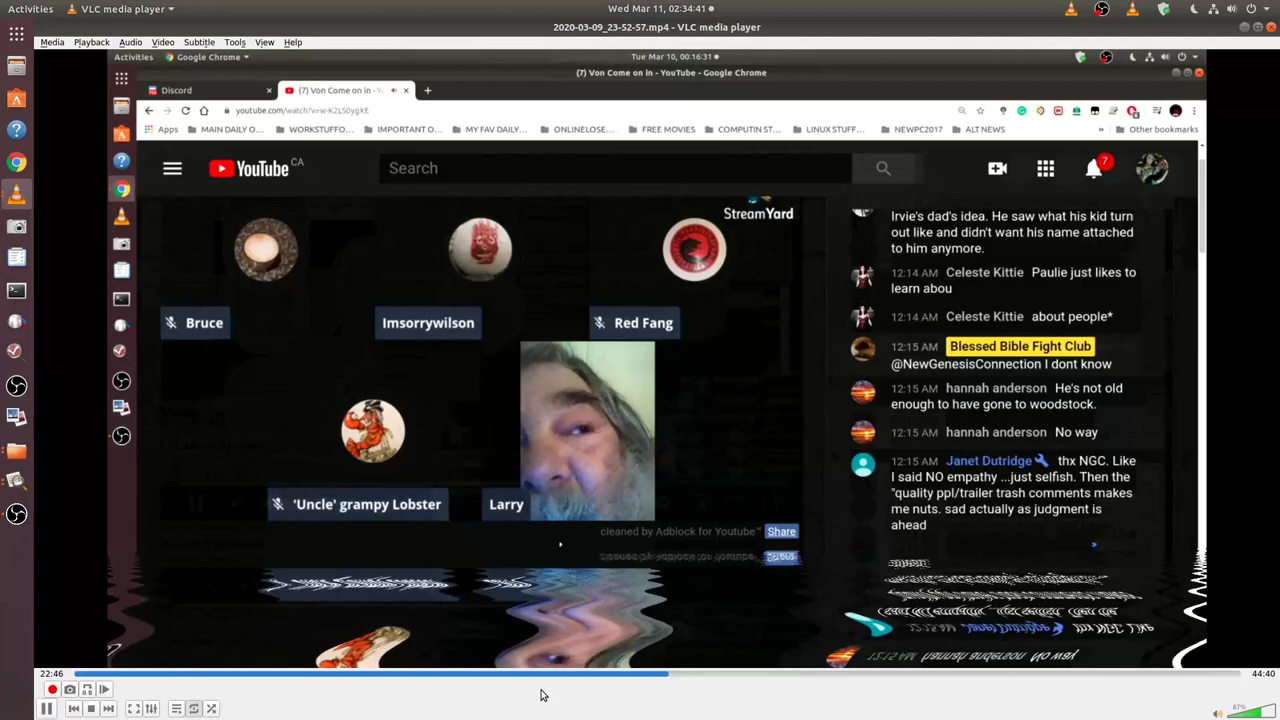 Activities VLC media player Wed Mar 11, 02:34:41
2020-03-09_23-52-57.mp4 - VLC media player
Media Playback Audio Video Subtitle Tools View Help
Activities Google Chrome Tue Mar 10, 00:16:31
(7) Von Come on In - YouTube - Google Chrome
Discord (7) Von Come on In -
Apps MAIN DAILY O... WORKSTUFFO... IMPORTANT O... MY FAV DAILY... ONLINELOSE... FREE MOVIES COMPUTIN ST... LINUX STUFF... NEWPC2017 ALT NEWS » Other bookmarks
YouTube CA Search 7
StreamYard
Bruce Imsorrywilson Red Fang
'Uncle' grampy Lobster Larry
cleaned by Adblock for Youtube™ Share
Irvie's dad's idea. He saw what his kid turn
out like and didn't want his name attached
to him anymore.
12:14 AM Celeste Kittie Paulie just likes to
learn abou
12:14 AM Celeste Kittie about people*
12:15 AM Blessed Bible Fight Club
@NewGenesisConnection I dont know
12:15 AM hannah anderson He's not old
enough to have gone to woodstock.
12:15 AM hannah anderson No way
12:15 AM Janet Dutridge thx NGC. Like
I said NO empathy ...just selfish. Then the
"quality ppl/trailer trash comments makes
me nuts. sad actually as judgment is
ahead
22:46 44:40
87%